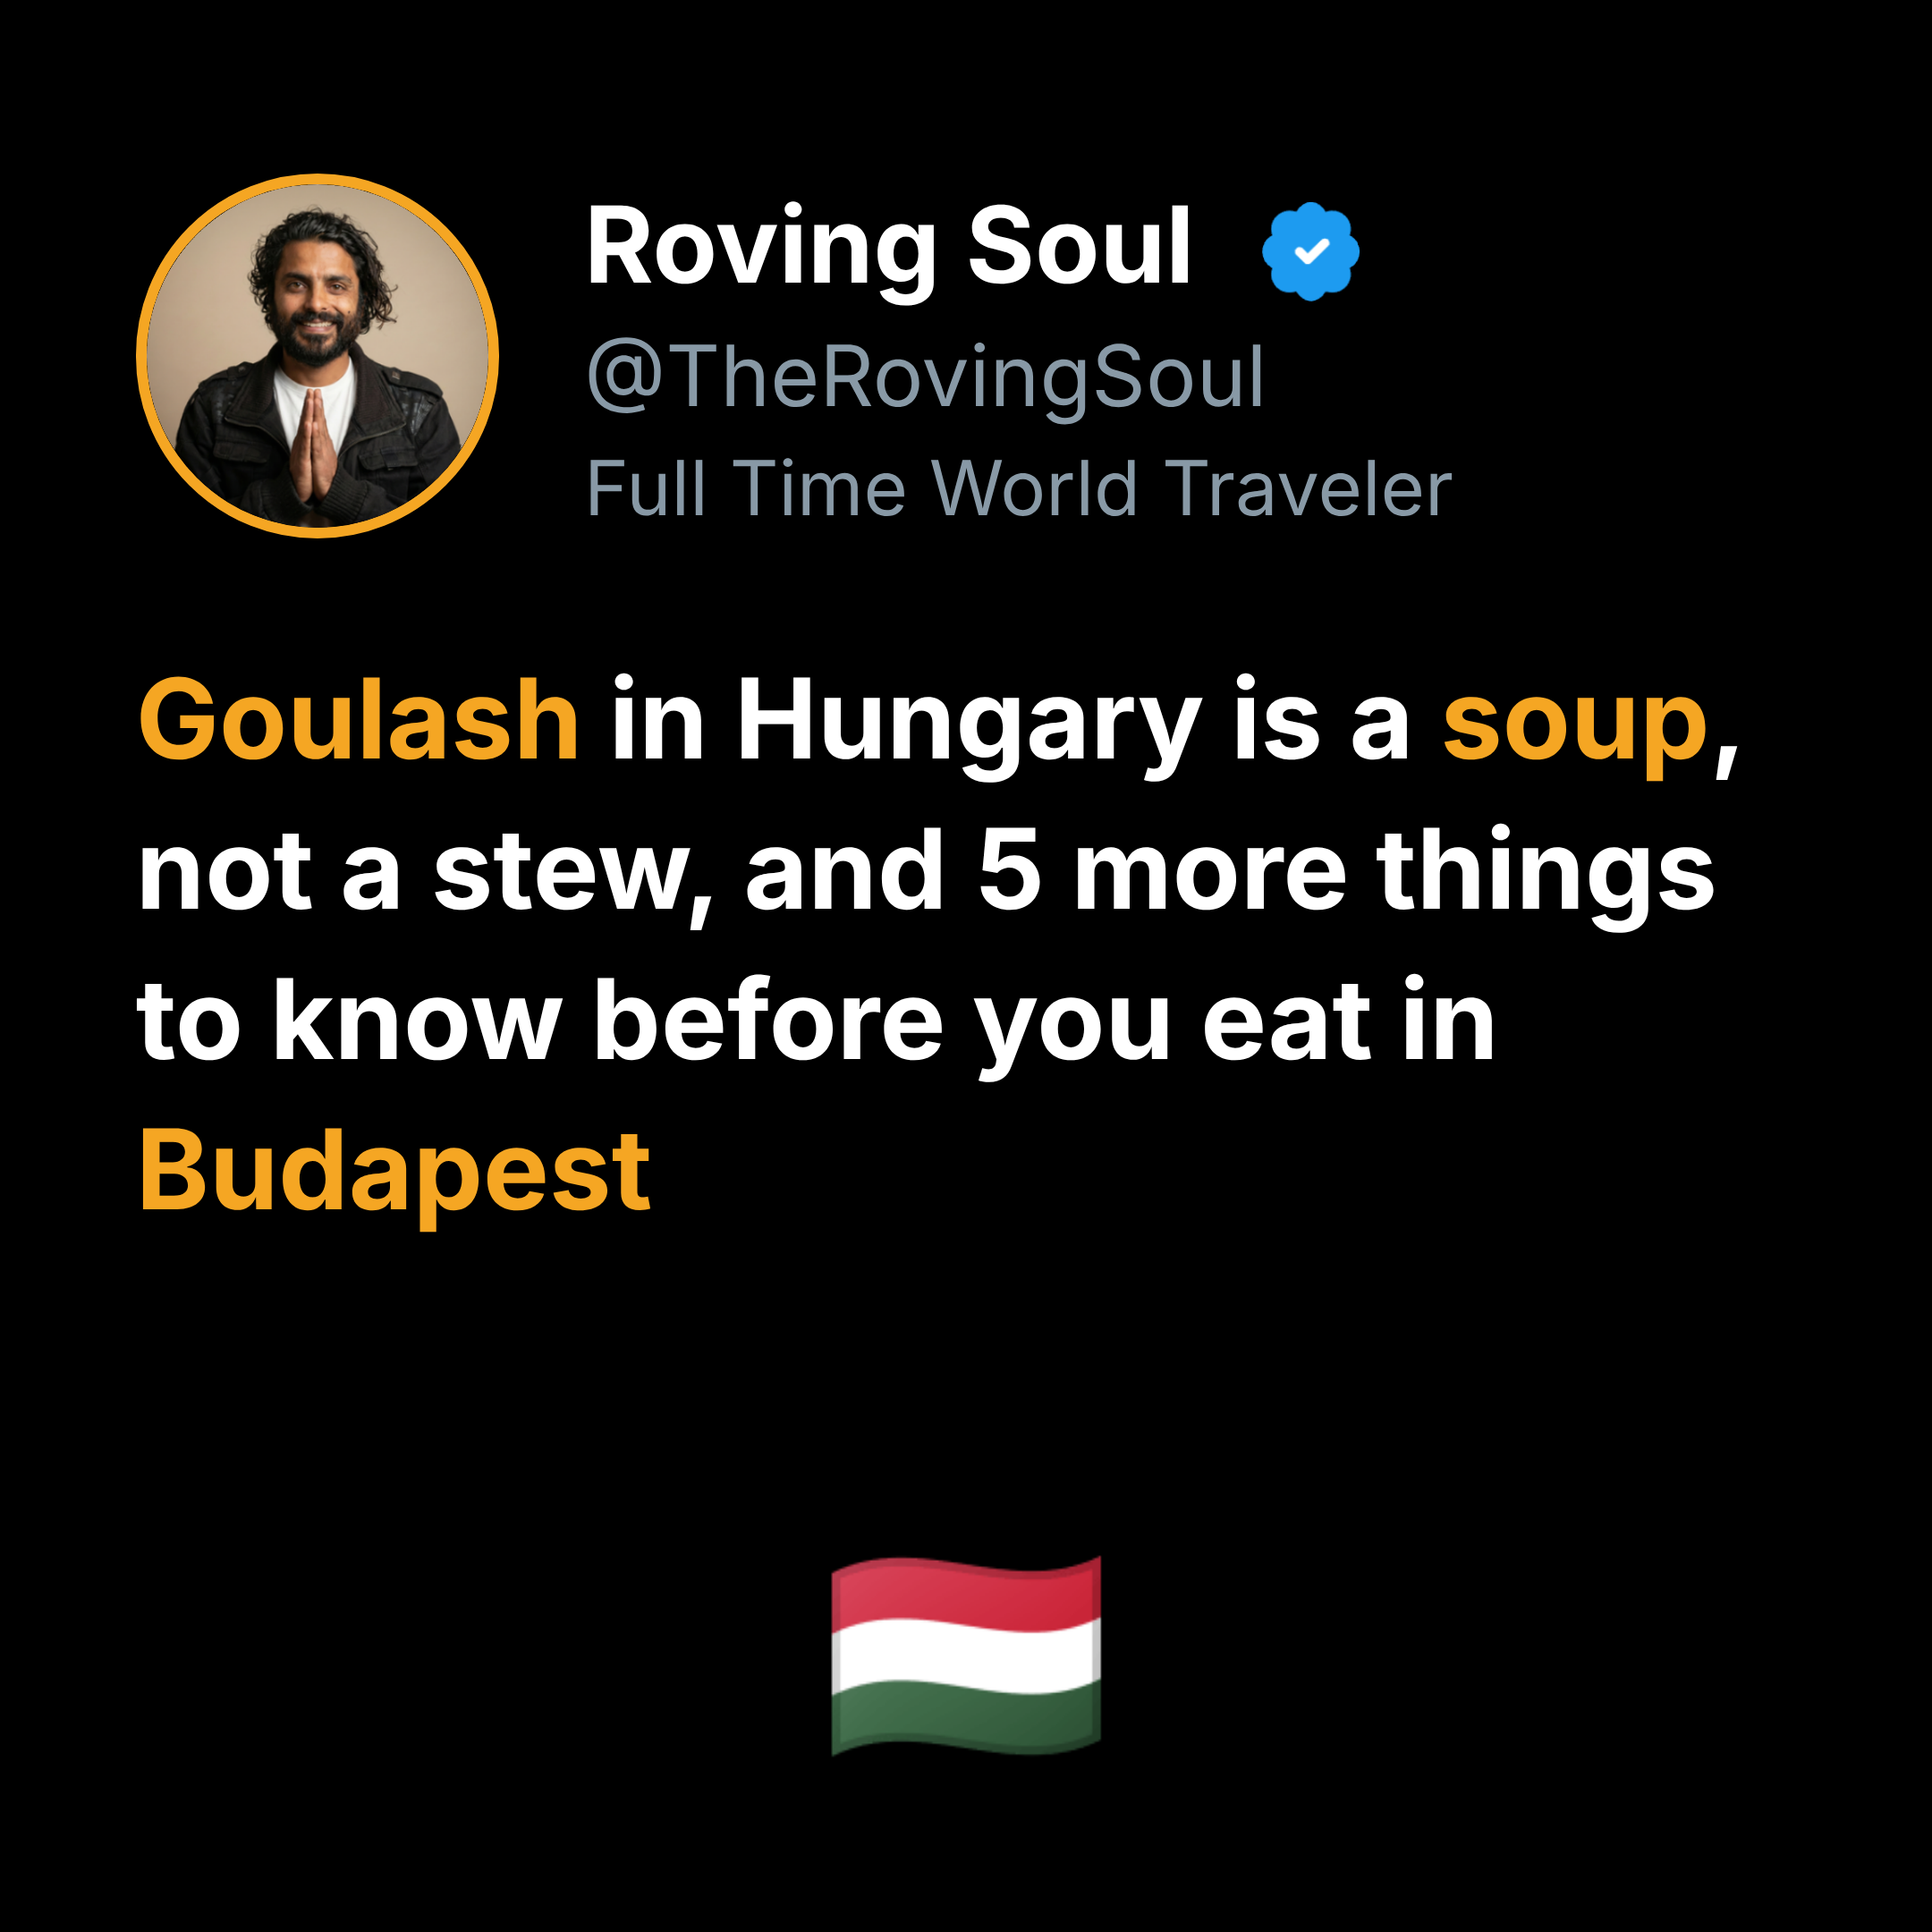 Roving Soul
@TheRovingSoul
Full Time World Traveler
Goulash in Hungary is a soup,
not a stew, and 5 more things
to know before you eat in
Budapest